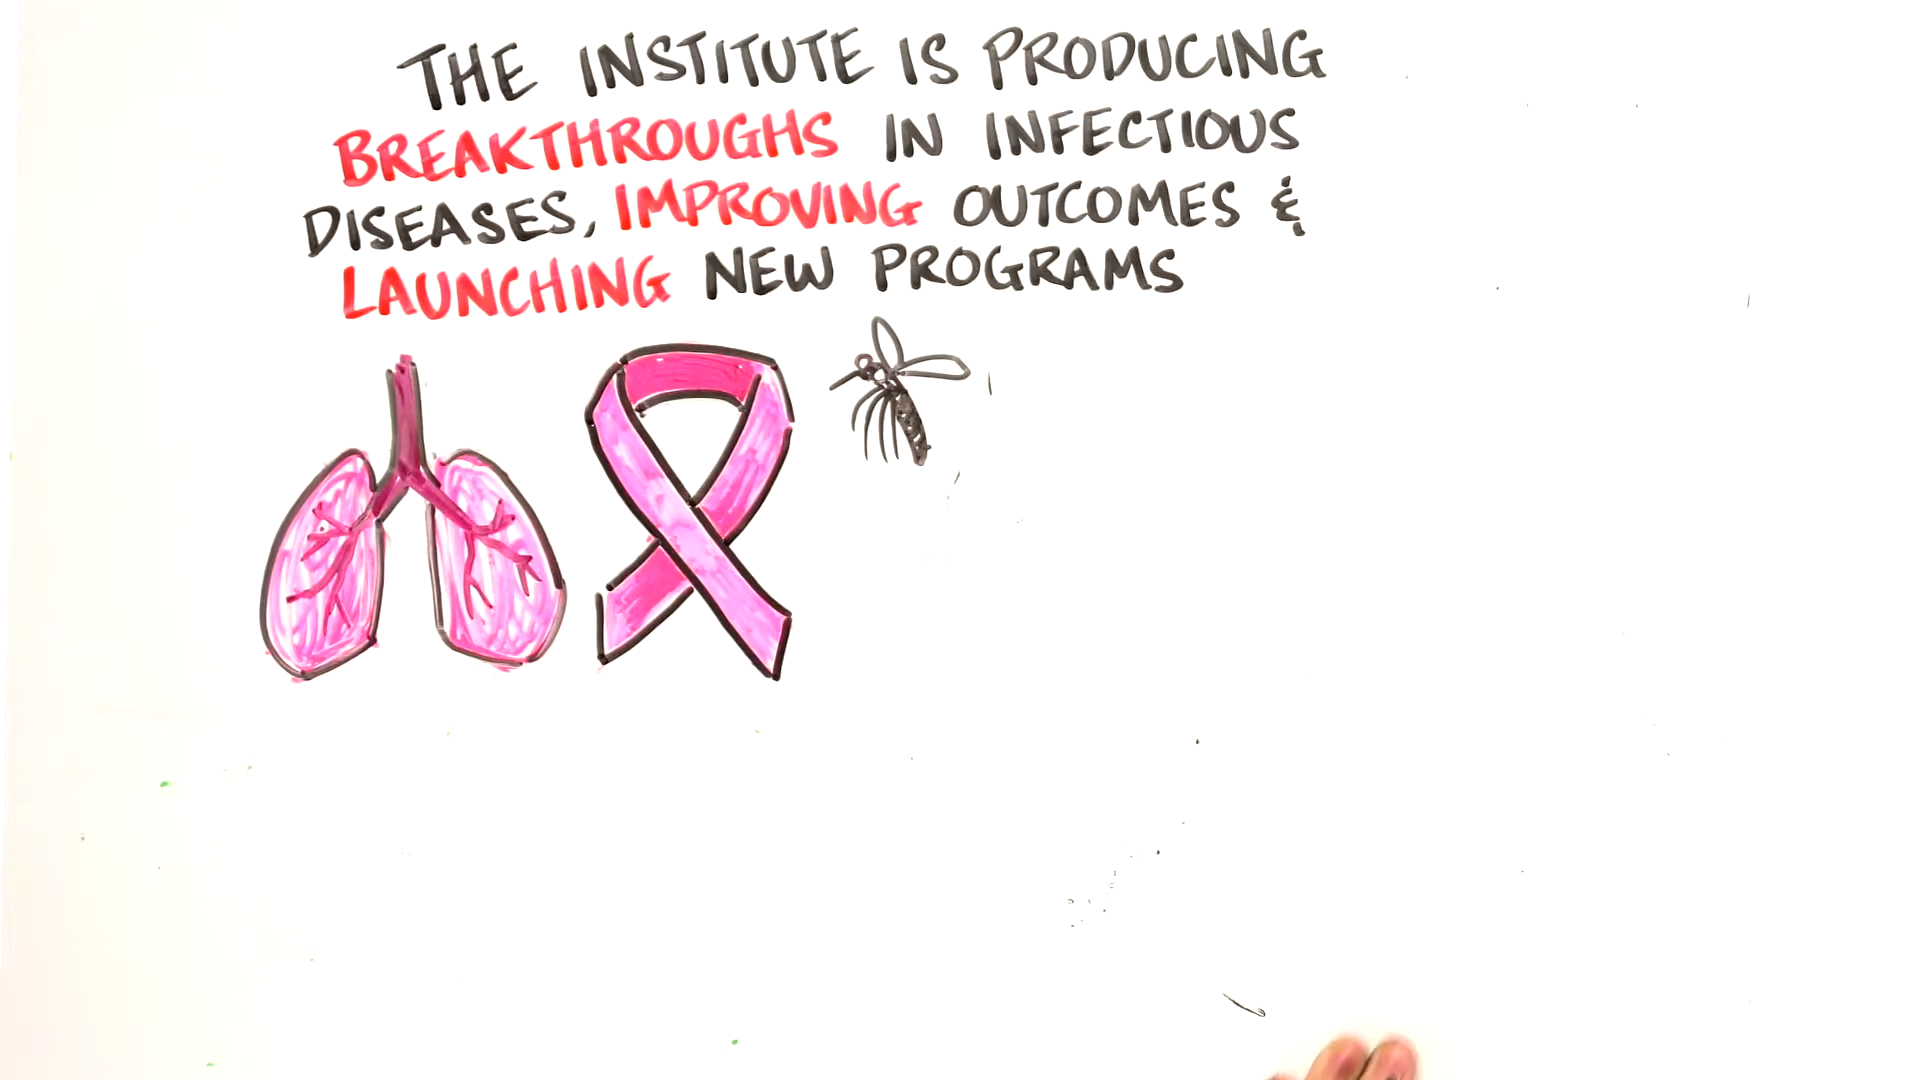 THE INSTITUTE IS PRODUCING
BREAKTHROUGHS IN INFECTIOUS
DISEASES, IMPROVING OUTCOMES &
LAUNCHING NEW PROGRAMS